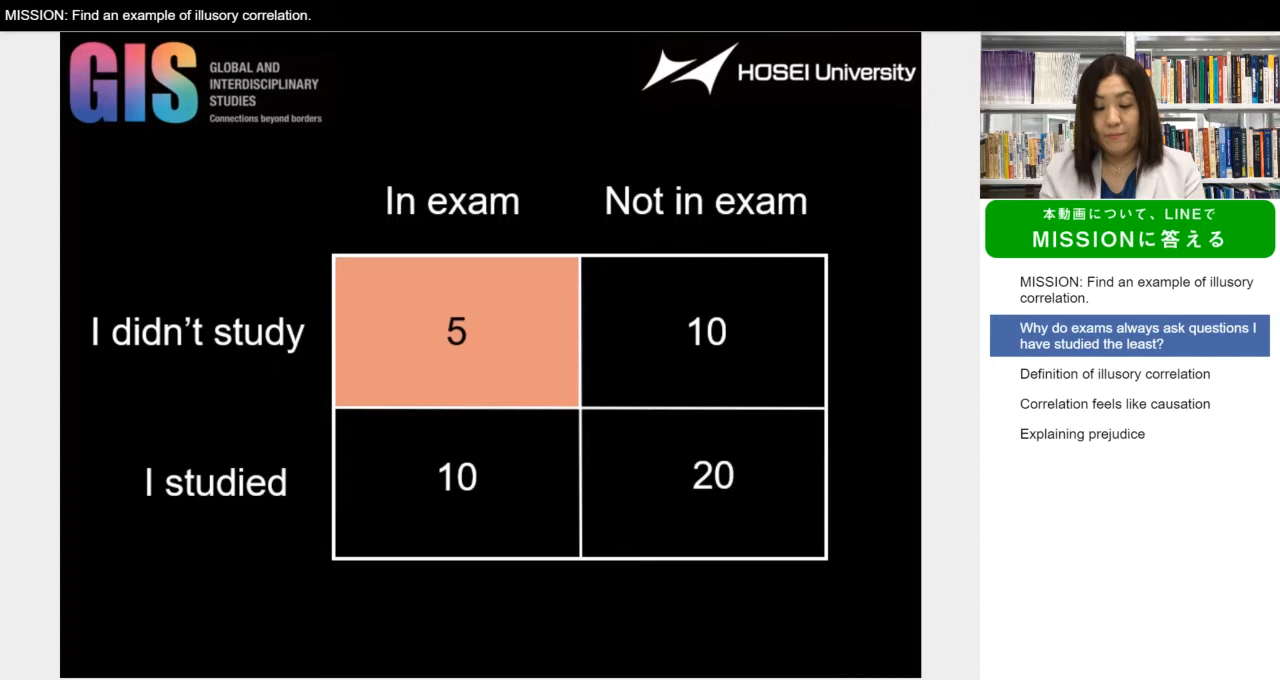 MISSION: Find an example of illusory correlation.
GIS
GLOBAL AND
INTERDISCIPLINARY
STUDIES
Connections beyond borders
HOSEI University
In exam Not in exam
I didn't study 5 10
I studied 10 20
本動画について、LINEで
MISSIONに答える
MISSION: Find an example of illusory
correlation.
Why do exams always ask questions I
have studied the least?
Definition of illusory correlation
Correlation feels like causation
Explaining prejudice